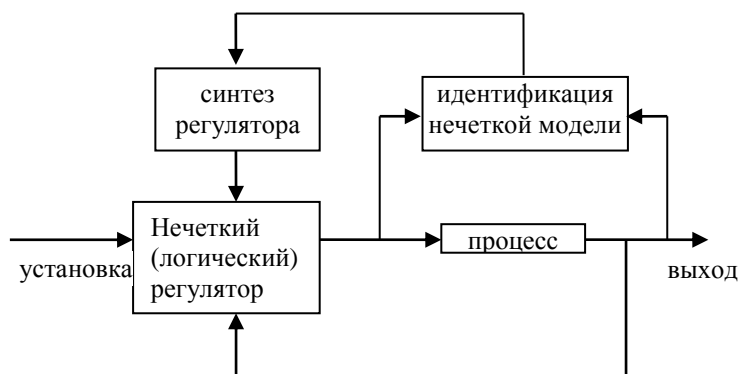 синтез
регулятора
идентификация
нечеткой модели
Нечеткий
(логический)
регулятор
установка
процесс
выход